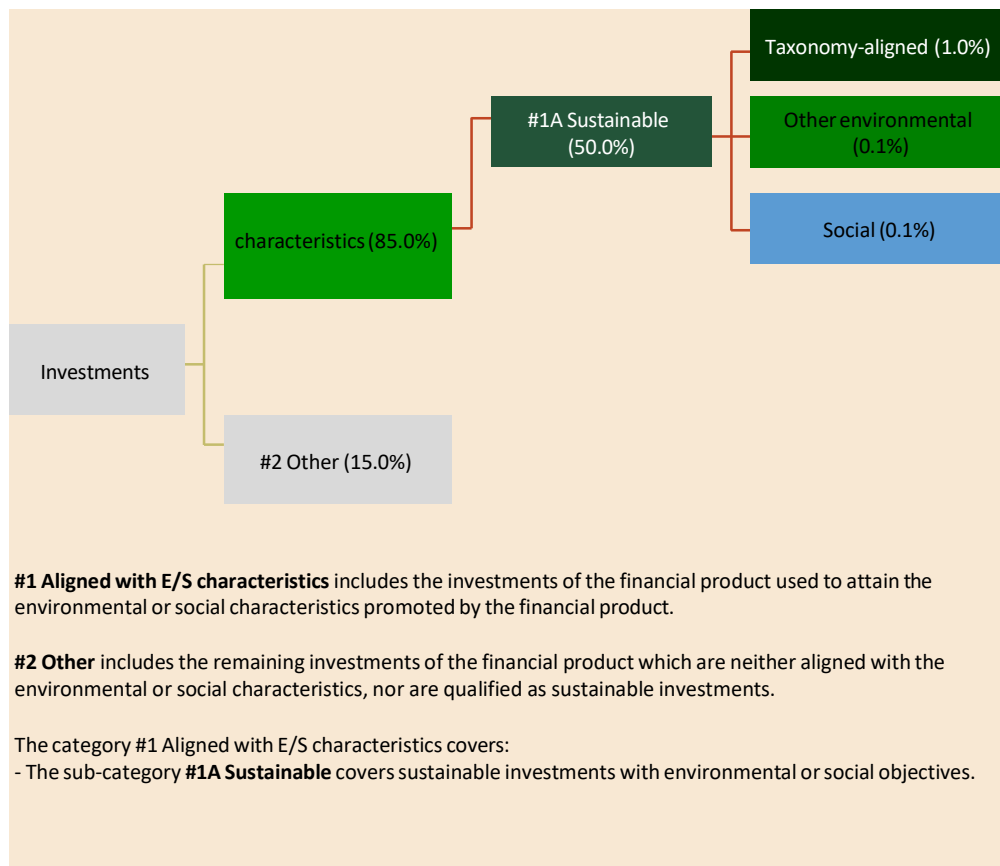 Taxonomy-aligned (1.0%)
#1A Sustainable
(50.0%)
Other environmental
(0.1%)
characteristics (85.0%)
Social (0.1%)
Investments
#2 Other (15.0%)
#1 Aligned with E/S characteristics includes the investments of the financial product used to attain the
environmental or social characteristics promoted by the financial product.
#2 Other includes the remaining investments of the financial product which are neither aligned with the
environmental or social characteristics, nor are qualified as sustainable investments.
The category #1 Aligned with E/S characteristics covers:
- The sub-category #1A Sustainable covers sustainable investments with environmental or social objectives.